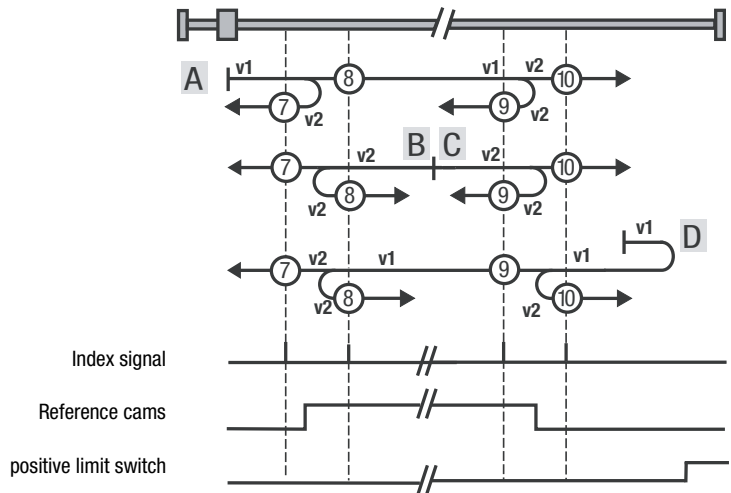 A v1 8 v1 v2 10
7 v2 9 v2
7 v2 B C v2 10
v2 8 9 v2
v1 D
7 v2 v1 9 v1
v2 8 v2 10
Index signal
Reference cams
positive limit switch